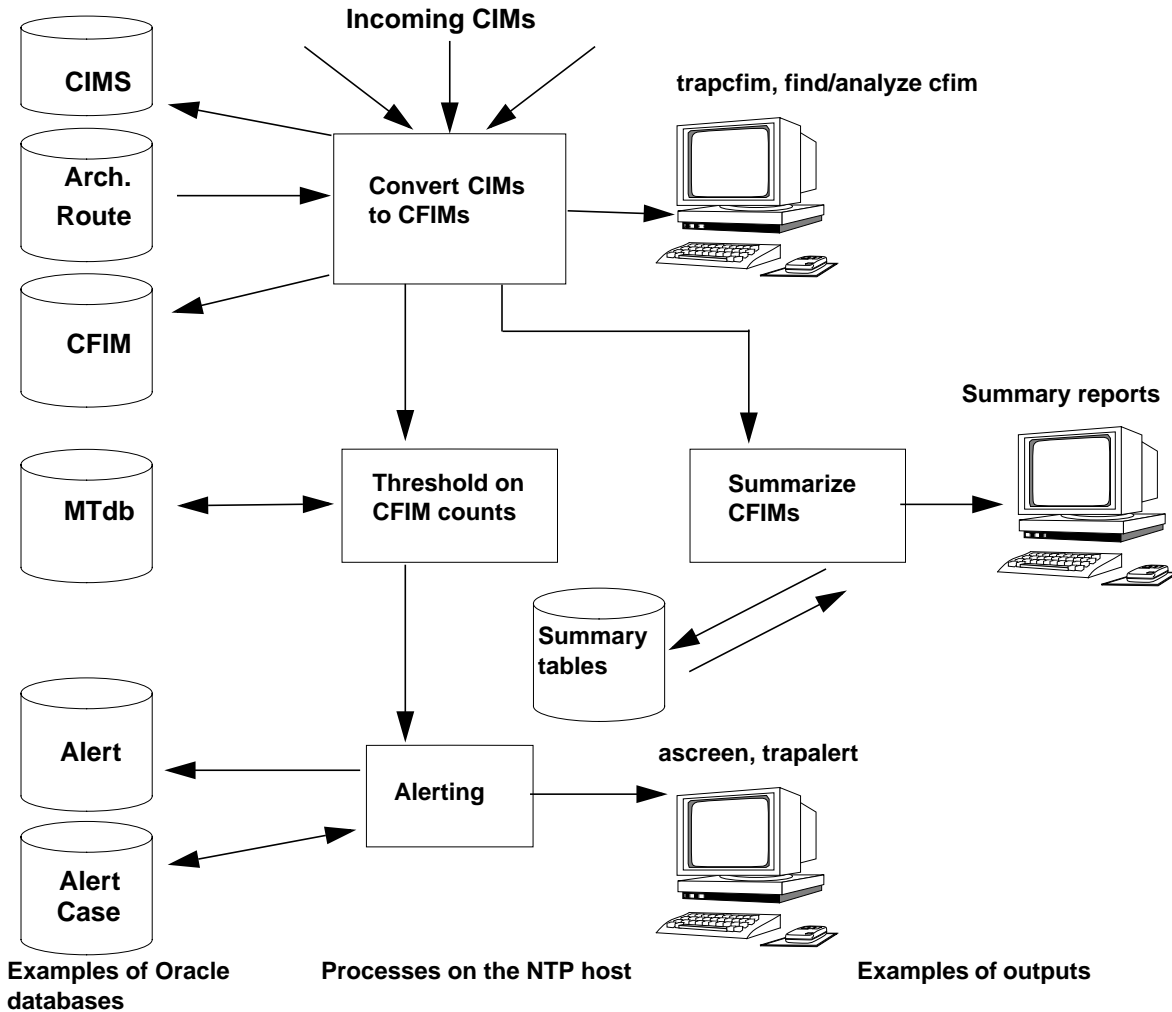 Incoming CIMs
CIMS
trapcfim, find/analyze cfim
Arch.
Route
Convert CIMs
to CFIMs
CFIM
Summary reports
MTdb
Threshold on
CFIM counts
Summarize
CFIMs
Summary
tables
Alert
Alerting
ascreen, trapalert
Alert
Case
Examples of Oracle
databases
Processes on the NTP host
Examples of outputs